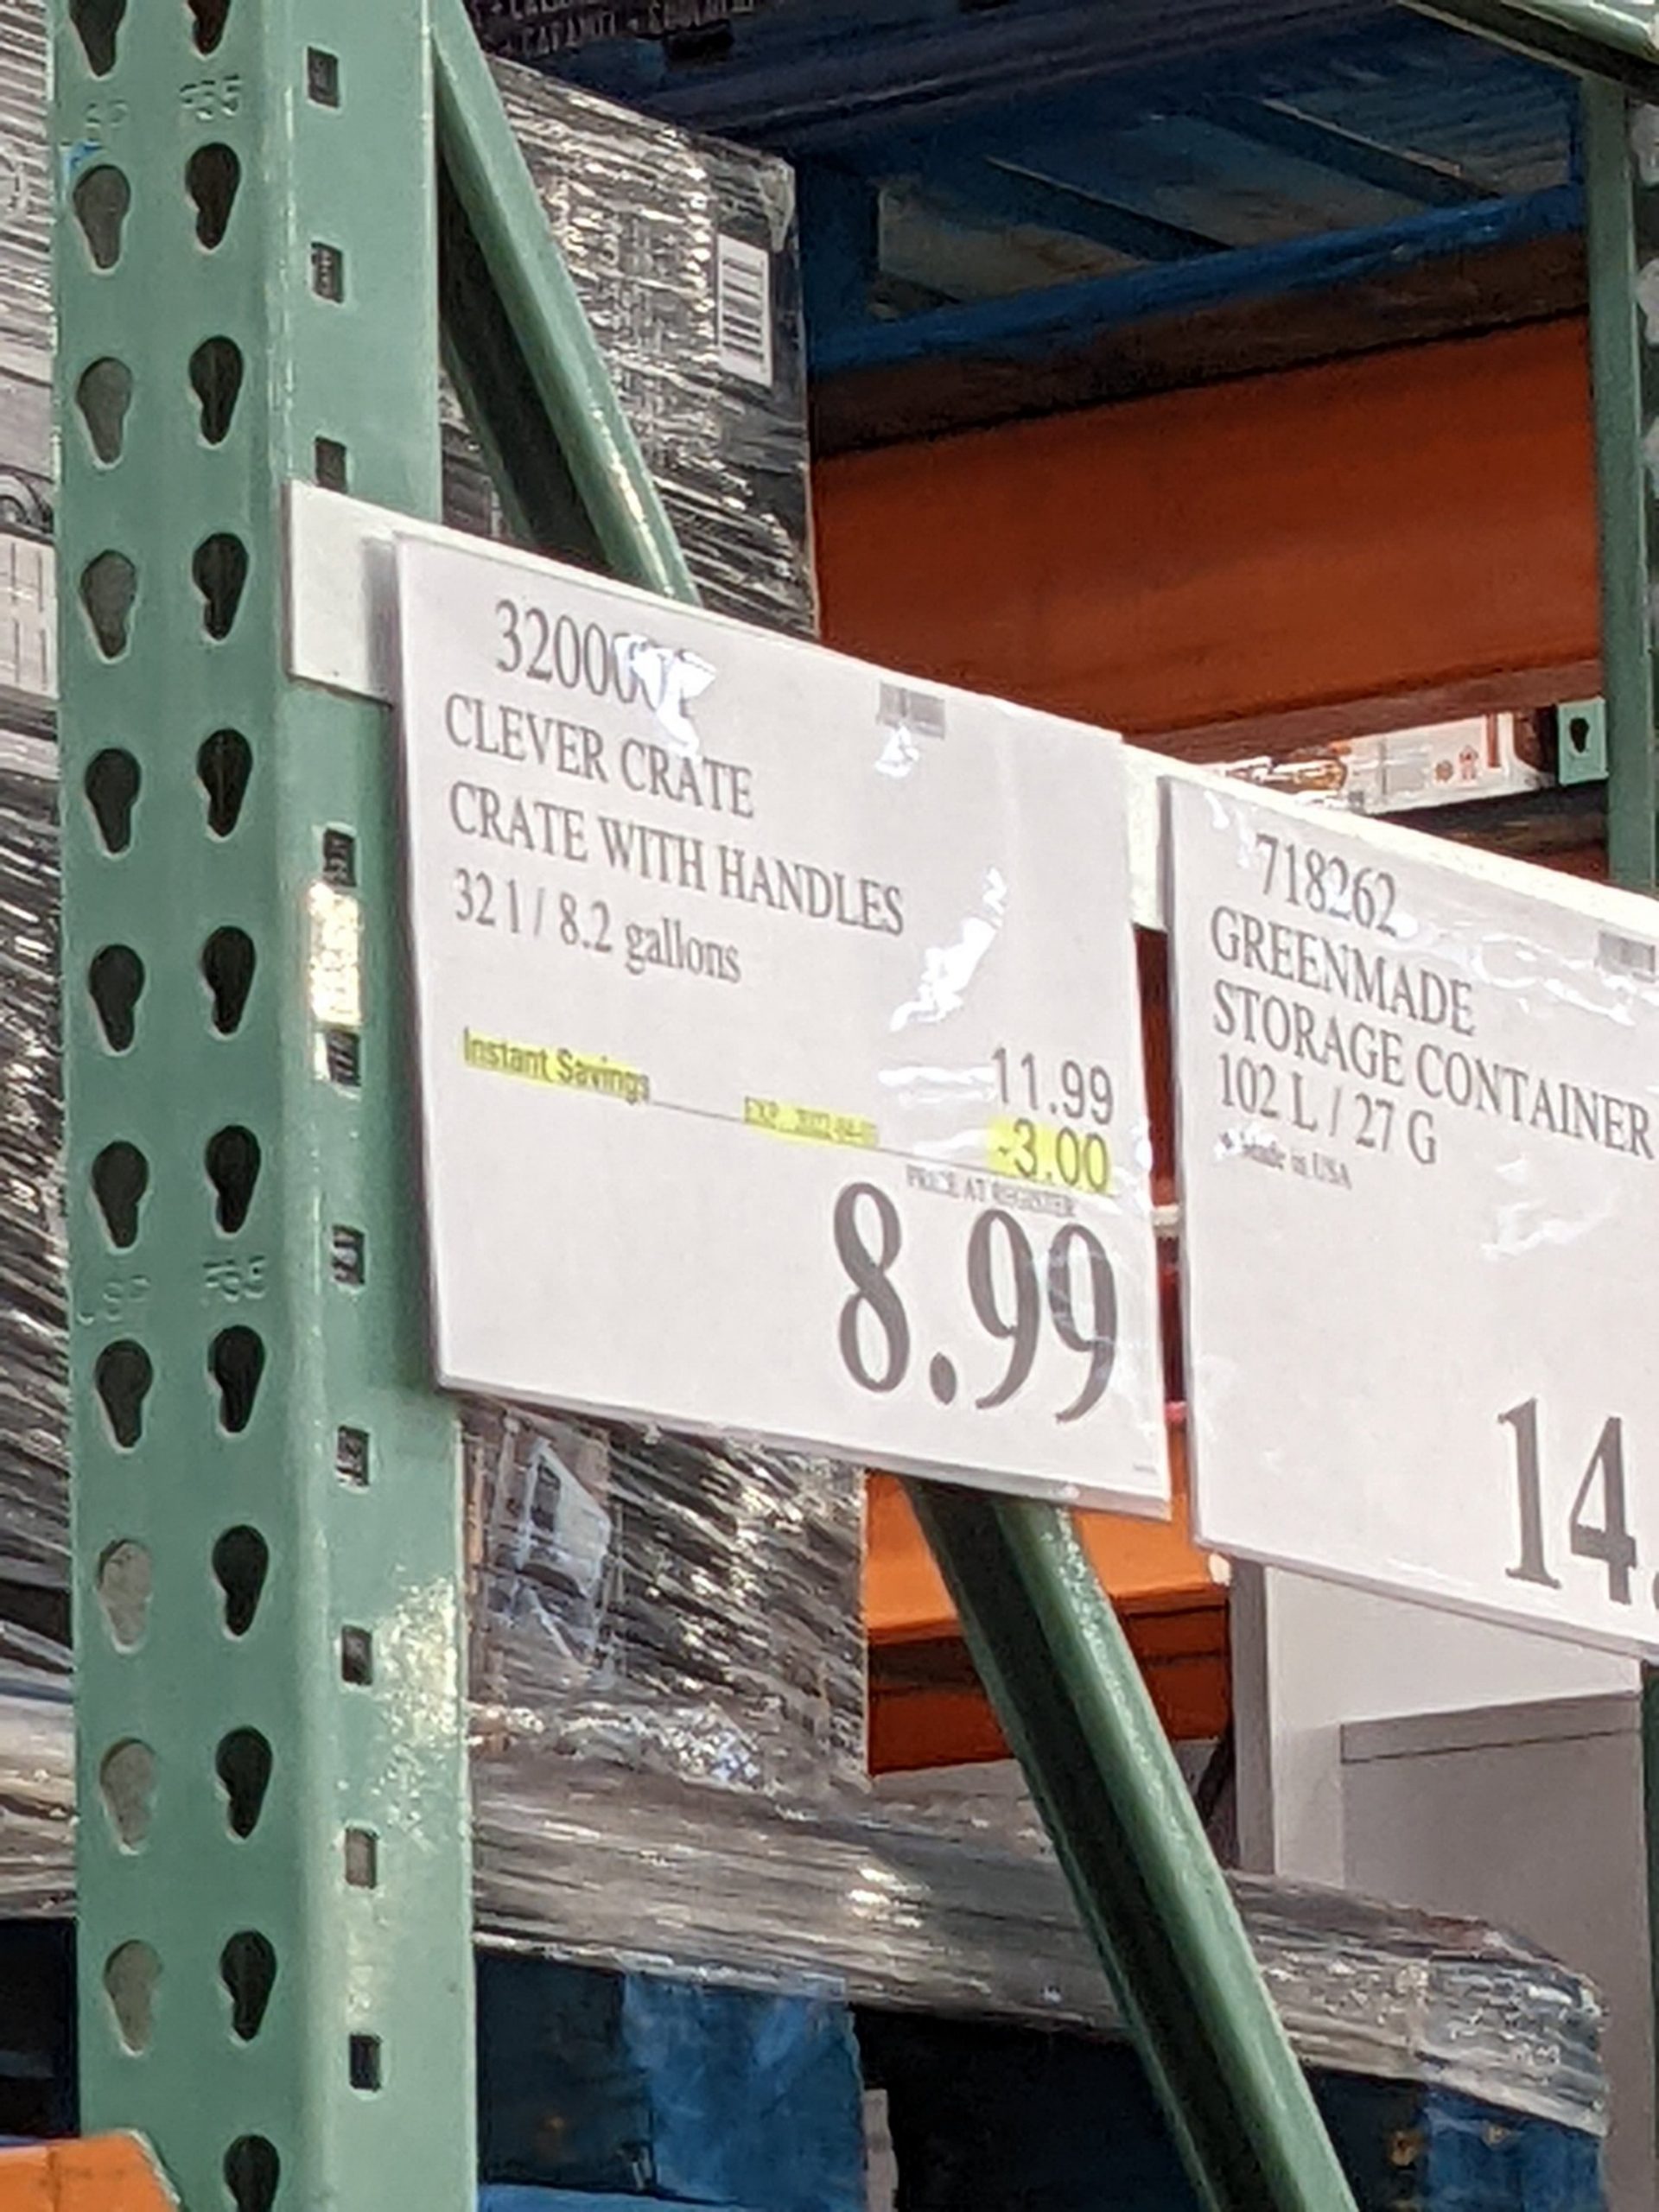 CLEVER CRATE
CRATE WITH HANDLES
32 l / 8.2 gallons
Instant Savings
11.99
-3.00
PRICE AT REGISTER
8.99
718262
GREENMADE
STORAGE CONTAINER
102 L / 27 G
Made in USA
14.